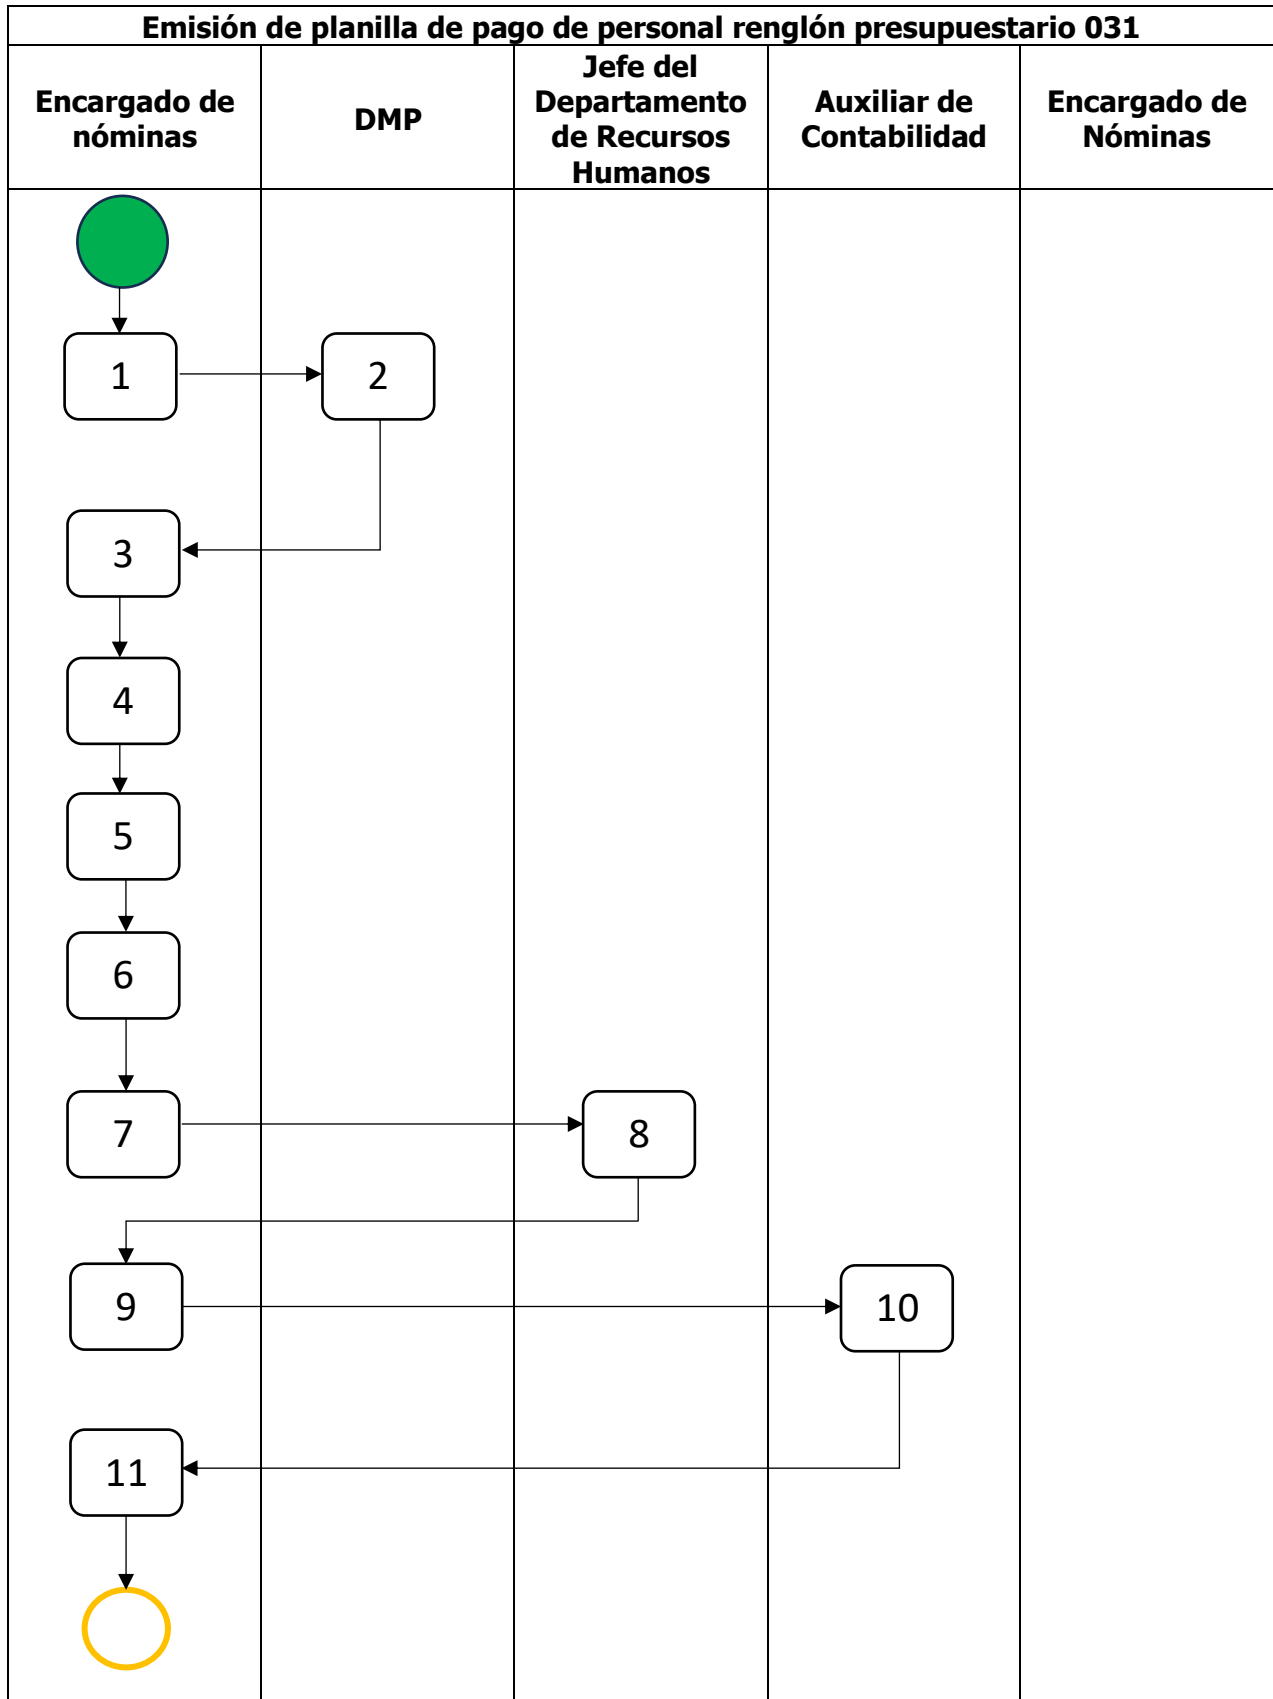 Emisión de planilla de pago de personal renglón presupuestario 031
Encargado de
nóminas
DMP
Jefe del
Departamento
de Recursos
Humanos
Auxiliar de
Contabilidad
Encargado de
Nóminas
1
2
3
4
5
6
7
8
9
10
11